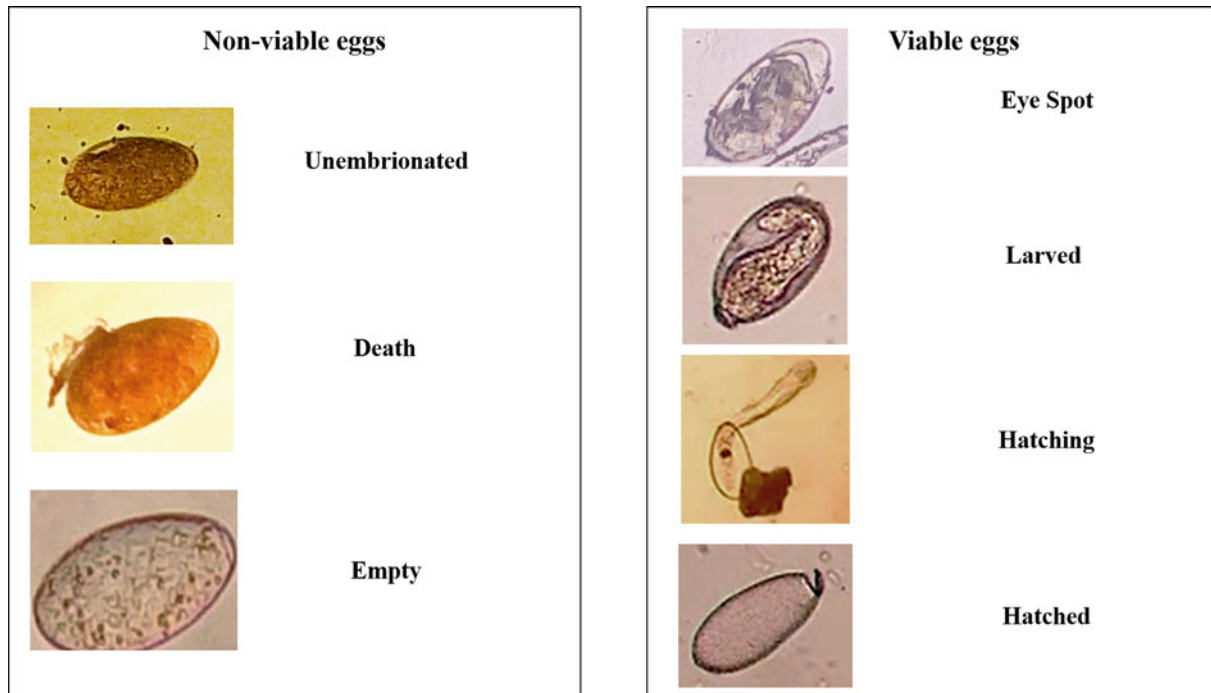 Non-viable eggs
Unembrionated
Death
Empty
Viable eggs
Eye Spot
Larved
Hatching
Hatched